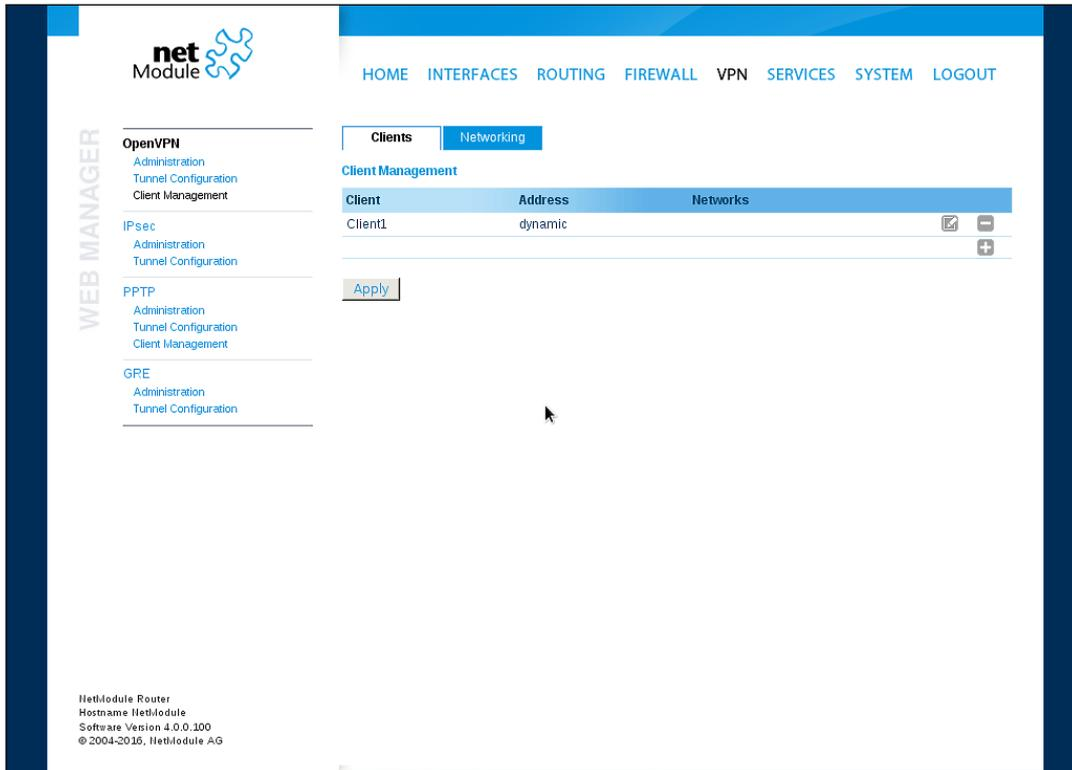 net
Module
HOME INTERFACES ROUTING FIREWALL VPN SERVICES SYSTEM LOGOUT
WEB MANAGER
OpenVPN
Administration
Tunnel Configuration
Client Management
IPsec
Administration
Tunnel Configuration
PPTP
Administration
Tunnel Configuration
Client Management
GRE
Administration
Tunnel Configuration
Clients Networking
Client Management
Client Address Networks
Client1 dynamic
Apply
NetModule Router
Hostname NetModule
Software Version 4.0.0.100
© 2004-2016, NetModule AG